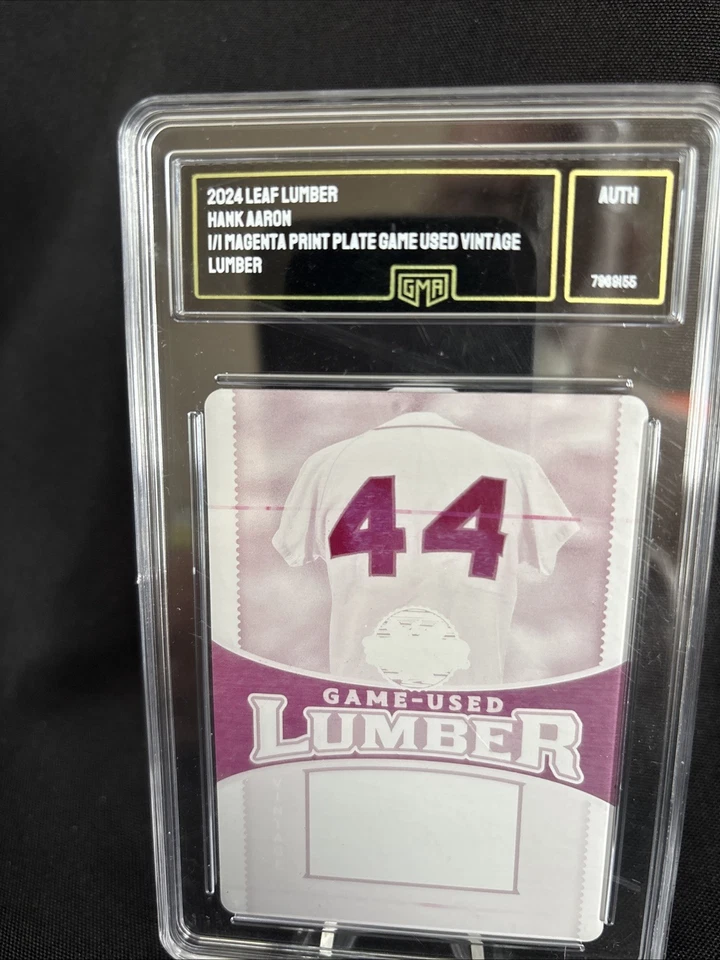 2024 LEAF LUMBER
HANK AARON
1/1 MAGENTA PRINT PLATE GAME USED VINTAGE
LUMBER
GMA
AUTH
7969155
44
GAME-USED
LUMBER